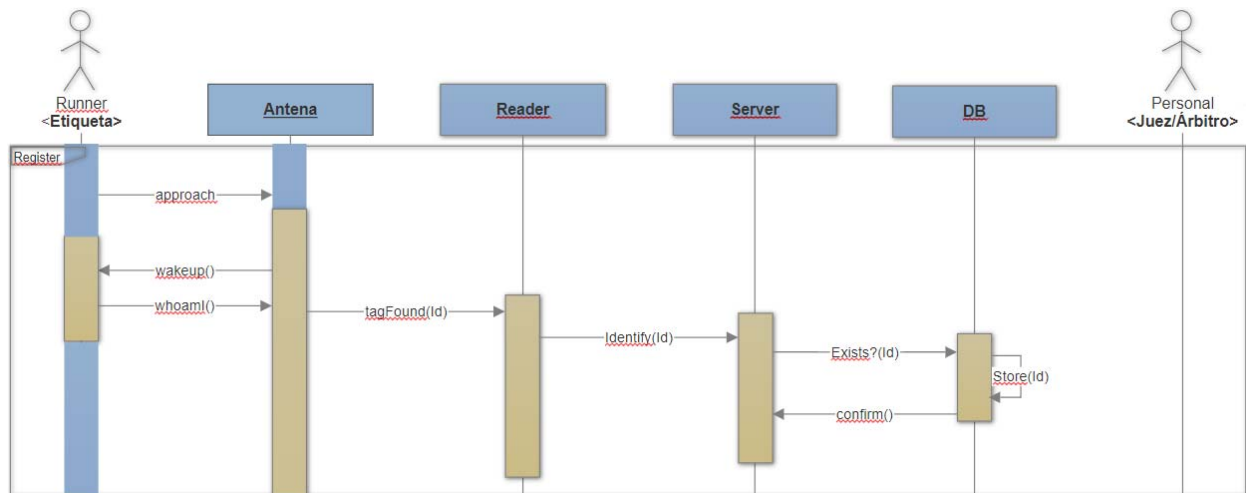 Runner
<Etiqueta>
Antena
Reader
Server
DB
Personal
<Juez/Árbitro>
Register
approach
wakeup()
whoamI()
tagFound(Id)
Identify(Id)
Exists?(Id)
Store(Id)
confirm()